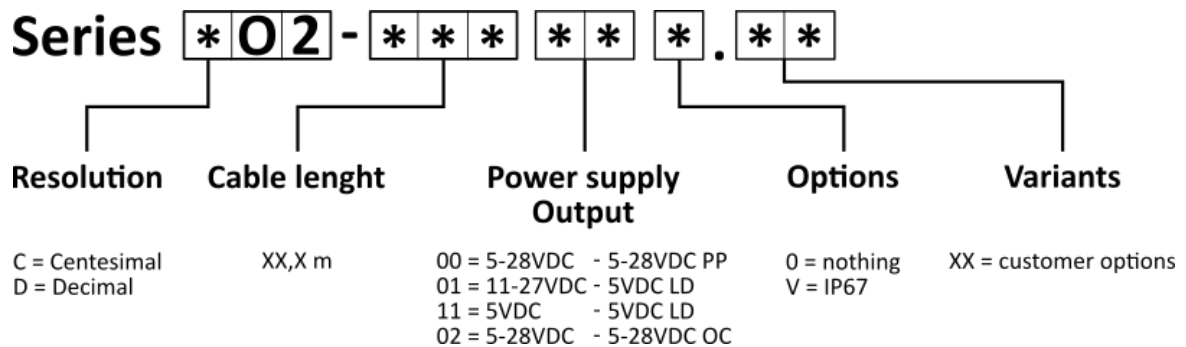 Series *O2-*** ** *.**
Resolution Cable lenght Power supply Output Options Variants
C = Centesimal
D = Decimal
XX,X m
00 = 5-28VDC - 5-28VDC PP
01 = 11-27VDC - 5VDC LD
11 = 5VDC - 5VDC LD
02 = 5-28VDC - 5-28VDC OC
0 = nothing
V = IP67
XX = customer options